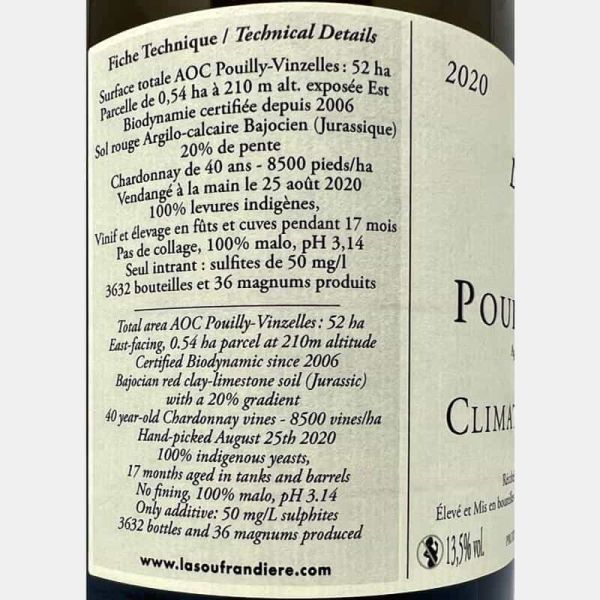 Fiche Technique / Technical Details
Surface totale AOC Pouilly-Vinzelles : 52 ha
Parcelle de 0,54 ha à 210 m alt. exposée Est
Biodynamie certifiée depuis 2006
Sol rouge Argilo-calcaire Bajocien (Jurassique)
20% de pente
Chardonnay de 40 ans - 8500 pieds/ha
Vendangé à la main le 25 août 2020
100% levures indigènes,
Vinif et élevage en fûts et cuves pendant 17 mois
Pas de collage, 100% malo, pH 3,14
Seul intrant : sulfites de 50 mg/l
3632 bouteilles et 36 magnums produits
Total area AOC Pouilly-Vinzelles : 52 ha
East-facing, 0.54 ha parcel at 210m altitude
Certified Biodynamic since 2006
Bajocian red clay-limestone soil (Jurassic)
with a 20% gradient
40 year-old Chardonnay vines - 8500 vines/ha
Hand-picked August 25th 2020
100% indigenous yeasts,
17 months aged in tanks and barrels
No fining, 100% malo, pH 3.14
Only additive: 50 mg/L sulphites
3632 bottles and 36 magnums produced
www.lasoufrandiere.com
2020
POUI
CLIMA
Élevé et Mis en
13,5% vol.